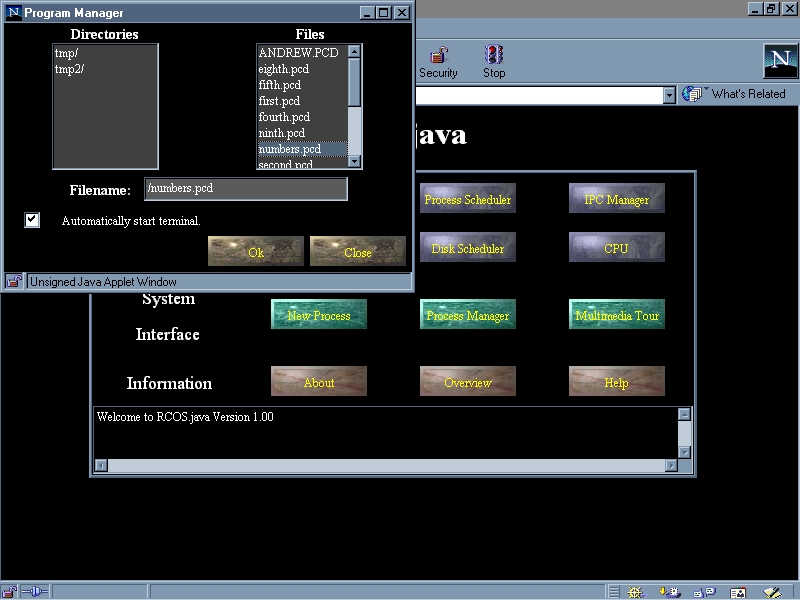 Program Manager
Directories
Files
tmp/
tmp2/
ANDREW.PCD
eighth.pcd
fifth.pcd
first.pcd
fourth.pcd
ninth.pcd
numbers.pcd
second.pcd
Filename:
/numbers.pcd
Automatically start terminal.
Ok
Close
Unsigned Java Applet Window
N
Security
Stop
N
What's Related
java
Process Scheduler
IPC Manager
Disk Scheduler
CPU
System
Interface
New Process
Process Manager
Multimedia Tour
Information
About
Overview
Help
Welcome to RCOS.java Version 1.00